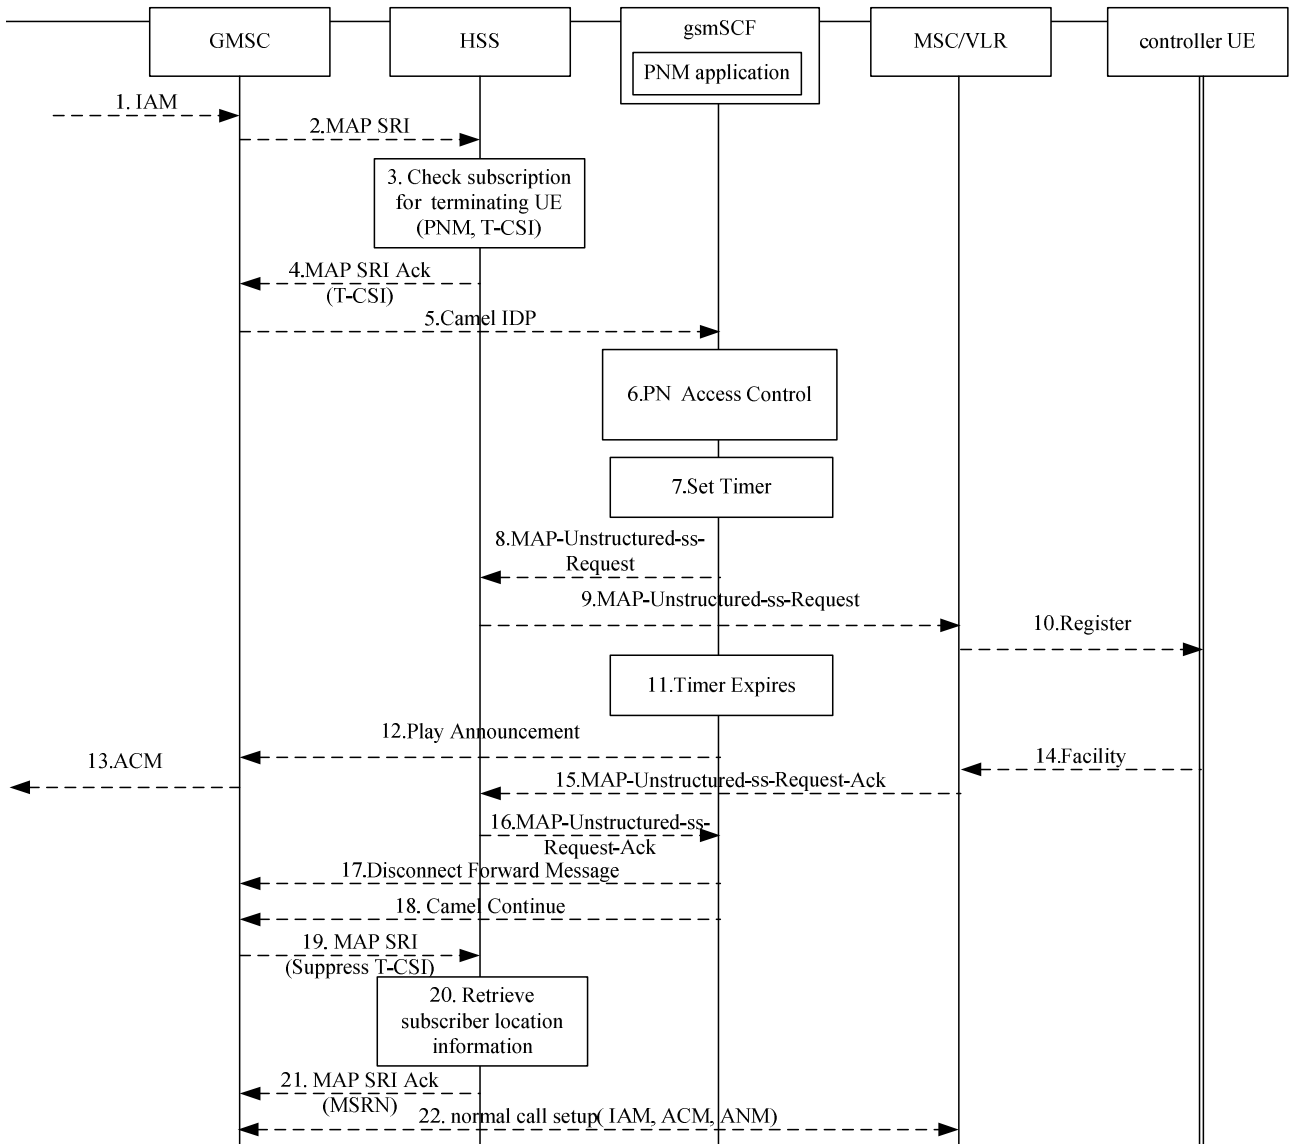 GMSC
HSS
gsmSCF
PNM application
MSC/VLR
controller UE
1. IAM
2.MAP SRI
3. Check subscription
for terminating UE
(PNM, T-CSI)
4.MAP SRI Ack
(T-CSI)
5.Camel IDP
6.PN Access Control
7.Set Timer
8.MAP-Unstructured-ss-
Request
9.MAP-Unstructured-ss-Request
10.Register
11.Timer Expires
12.Play Announcement
13.ACM
14.Facility
15.MAP-Unstructured-ss-Request-Ack
16.MAP-Unstructured-ss-
Request-Ack
17.Disconnect Forward Message
18. Camel Continue
19. MAP SRI
(Suppress T-CSI)
20. Retrieve
subscriber location
information
21. MAP SRI Ack
(MSRN)
22. normal call setup( IAM, ACM, ANM)